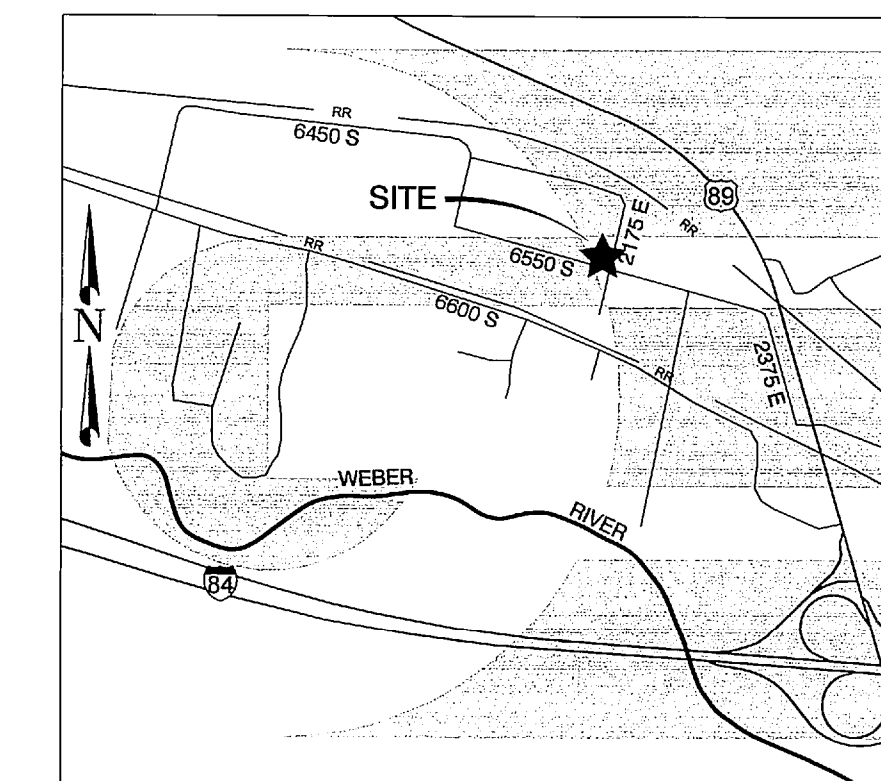 RR
6450 S
89
SITE
2175 E
RR
RR
6550 S
N
6600 S
RR
2375 E
WEBER
RIVER
84